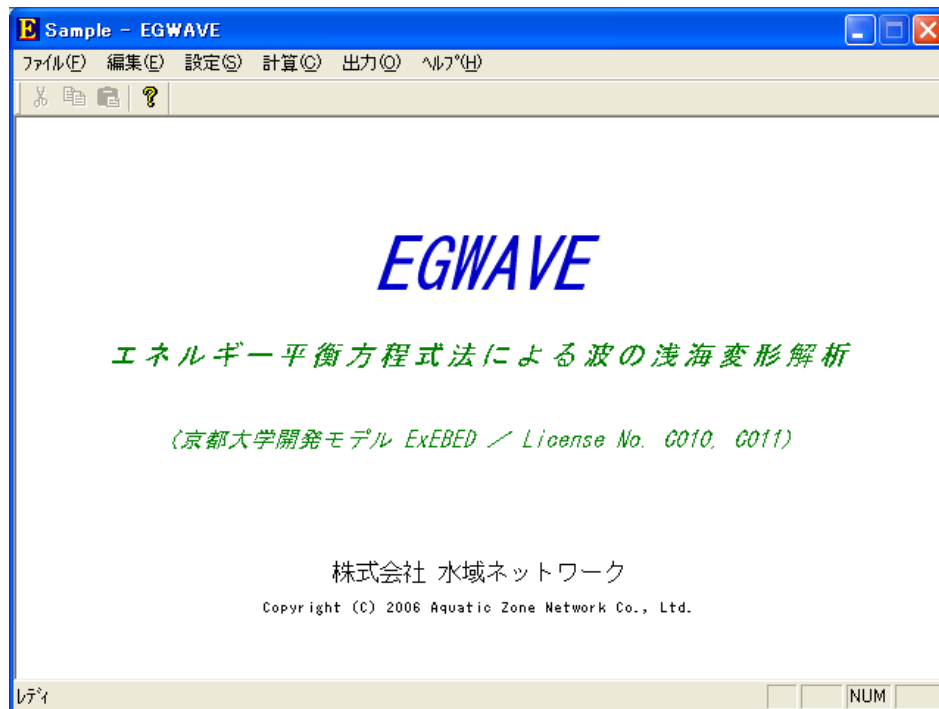 E Sample - EGWAVE
ﾌｧｲﾙ(F) 編集(E) 設定(S) 計算(C) 出力(O) ﾍﾙﾌﾟ(H)
?
EGWAVE
エネルギー平衡方程式法による波の浅海変形解析
(京都大学開発モデル ExEBED ／ License No. C010, C011)
株式会社 水域ネットワーク
Copyright (C) 2006 Aquatic Zone Network Co., Ltd.
ﾚﾃﾞｨ NUM